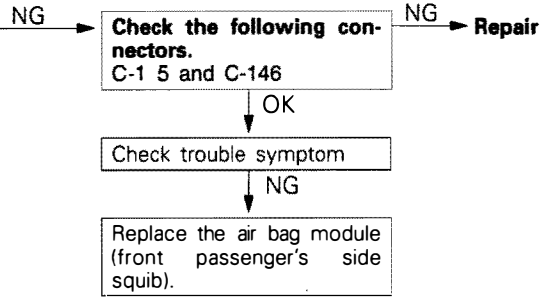 NG
Check the following con-
nectors.
C-1 5 and C-146
NG
Repair
OK
Check trouble symptom
NG
Replace the air bag module
(front passenger's side
squib).